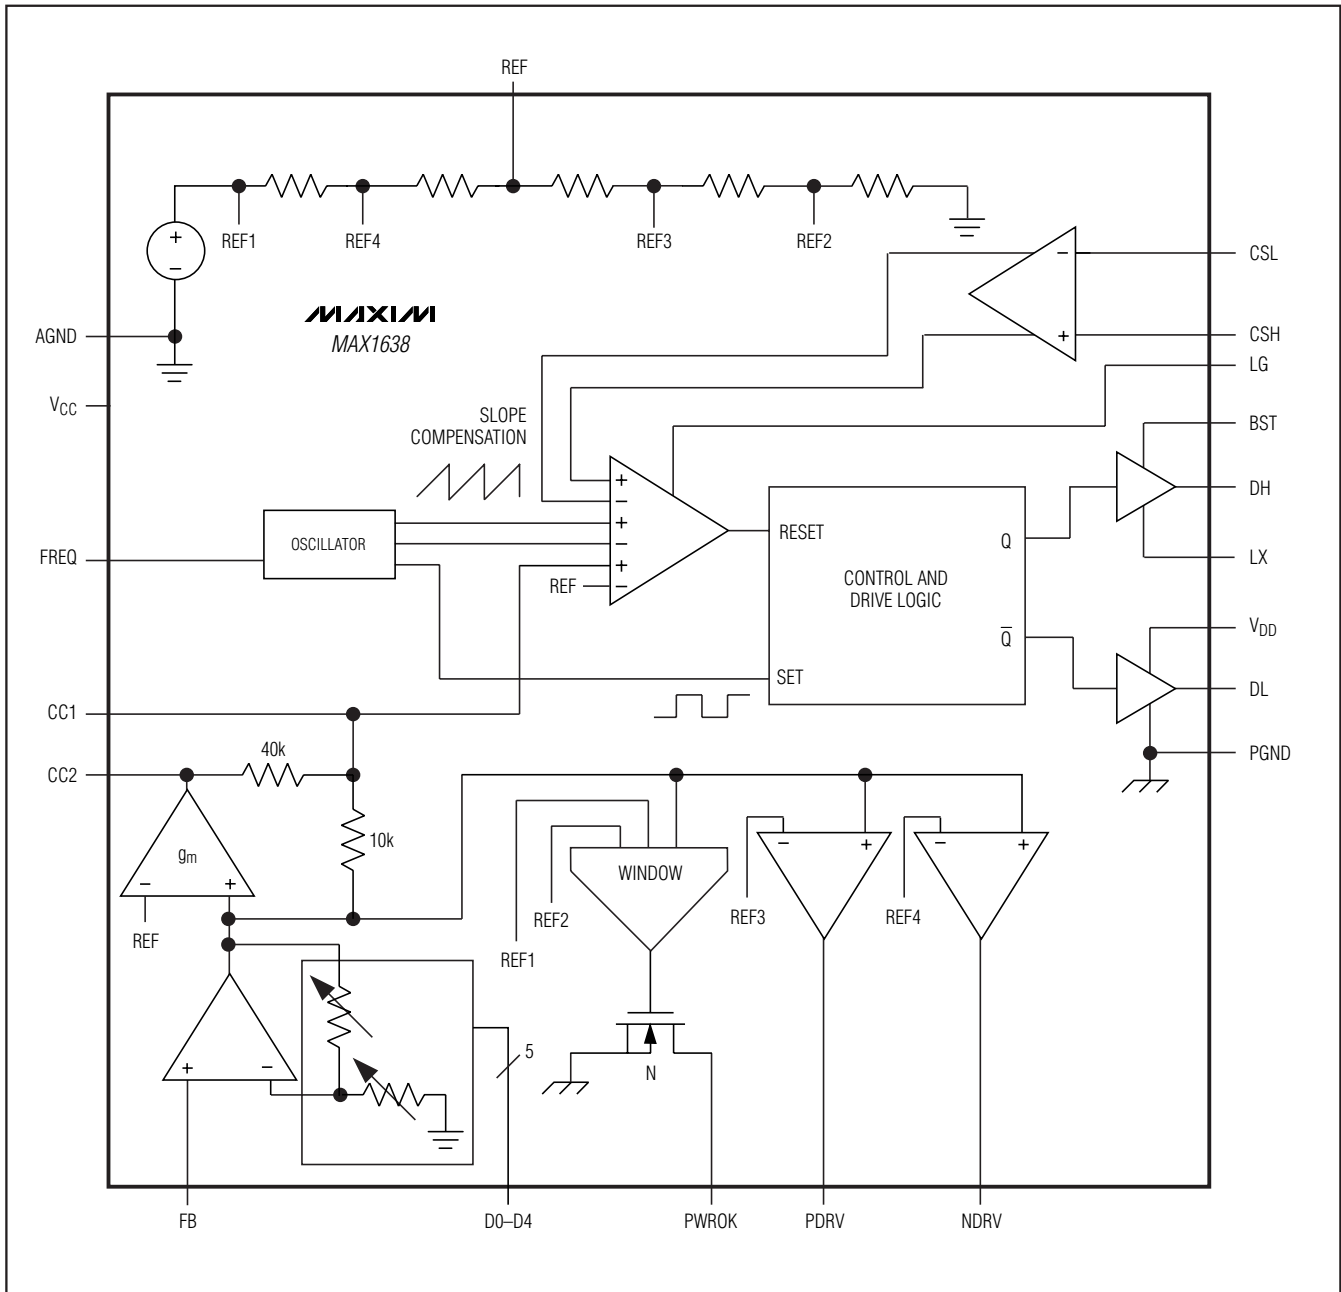 REF
REF1
REF4
REF3
REF2
+
−
− CSL
AGND
MAXIM
MAX1638
+ CSH
LG
VCC
SLOPE
COMPENSATION
BST
+
−
+
−
+
REF −
DH
OSCILLATOR
RESET
Q
FREQ
LX
CONTROL AND
DRIVE LOGIC
Q̅
VDD
SET
CC1
DL
40k
CC2
PGND
10k
gm
− +
REF
WINDOW
REF2
REF1
− +
REF3
− +
REF4
+ −
5
N
FB
D0–D4
PWROK
PDRV
NDRV